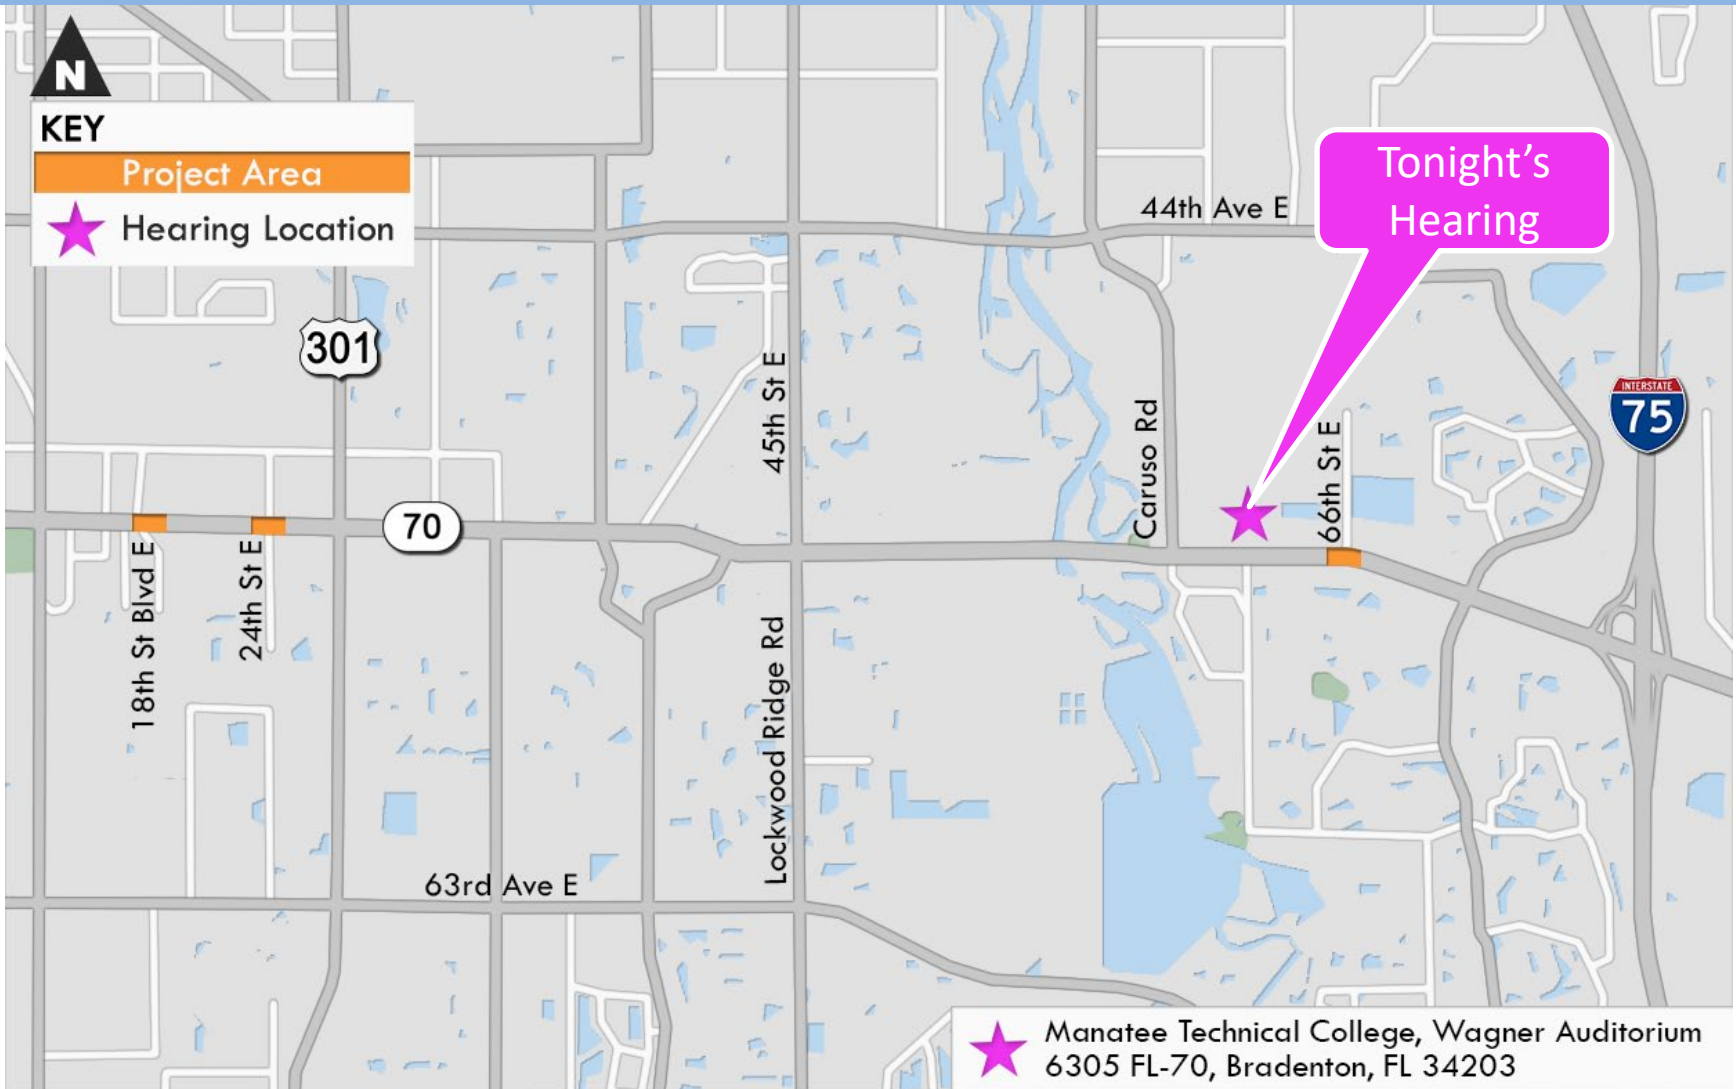 N
KEY
Project Area
Hearing Location
Tonight's
Hearing
44th Ave E
301
INTERSTATE
75
45th St E
Caruso Rd
66th St E
70
18th St Blvd E
24th St E
Lockwood Ridge Rd
63rd Ave E
Manatee Technical College, Wagner Auditorium
6305 FL-70, Bradenton, FL 34203